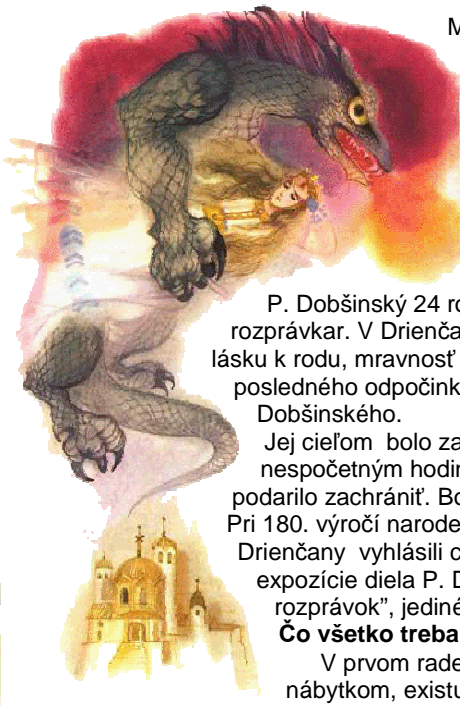 M
P. Dobšinský 24 ro
rozprávkar. V Drienča
lásku k rodu, mravnosť
posledného odpočink
Dobšinského.
Jej cieľom  bolo za
nespočetným hodin
podarilo zachrániť. Bo
Pri 180. výročí narode
Drienčany  vyhlásili o
expozície diela P. D
rozprávok”, jediné
Čo všetko treba
V prvom rade
nábytkom, existu